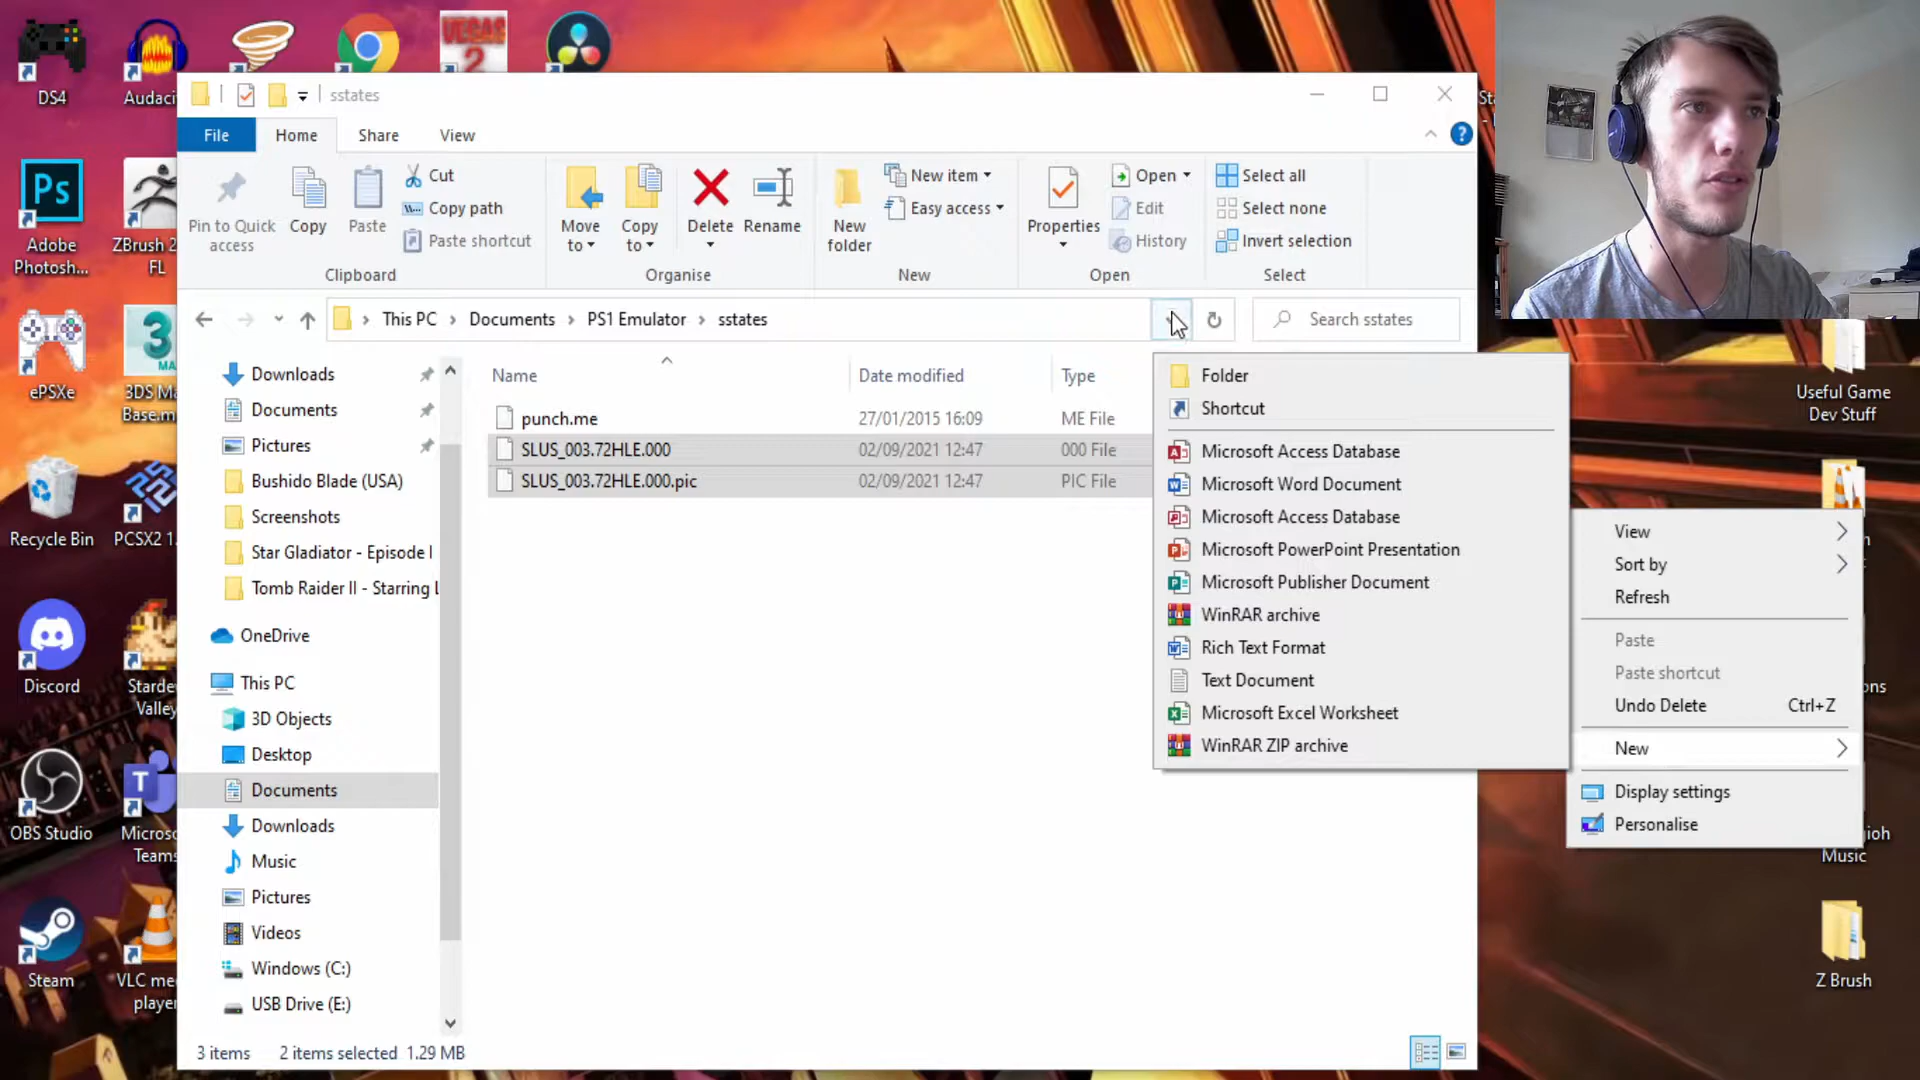 DS4
Audaci
VEGAS
2
sstates
File
Home
Share
View
Pin to Quick
access
Copy
Paste
Cut
Copy path
Paste shortcut
Clipboard
Move
to
Copy
to
Delete
Rename
Organise
New
folder
New item
Easy access
New
Properties
Open
Edit
History
Open
Select all
Select none
Invert selection
Select
This PC
Documents
PS1 Emulator
sstates
Search sstates
Ps
Adobe
Photosh...
ZBrush 2
FL
ePSXe
3
MA
3DS Ma
Base.m
Recycle Bin
PCSX2 1.
Discord
Stardew
Valley
OBS Studio
T
Micros
Teams
Steam
VLC me
player
Downloads
Documents
Pictures
Bushido Blade (USA)
Screenshots
Star Gladiator - Episode I
Tomb Raider II - Starring L
OneDrive
This PC
3D Objects
Desktop
Documents
Downloads
Music
Pictures
Videos
Windows (C:)
USB Drive (E:)
Name
Date modified
Type
punch.me
27/01/2015 16:09
ME File
SLUS_003.72HLE.000
02/09/2021 12:47
000 File
SLUS_003.72HLE.000.pic
02/09/2021 12:47
PIC File
Folder
Shortcut
Microsoft Access Database
Microsoft Word Document
Microsoft Access Database
Microsoft PowerPoint Presentation
Microsoft Publisher Document
WinRAR archive
Rich Text Format
Text Document
Microsoft Excel Worksheet
WinRAR ZIP archive
View
Sort by
Refresh
Paste
Paste shortcut
Undo Delete
Ctrl+Z
New
Display settings
Personalise
Useful Game
Dev Stuff
ons
ioh
Music
Z Brush
3 items
2 items selected
1.29 MB